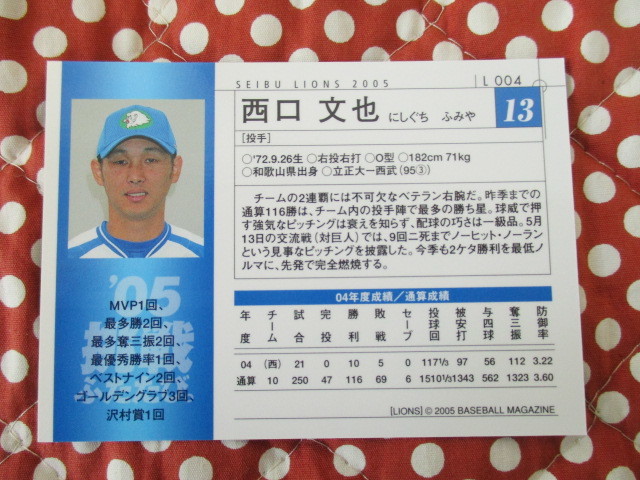 SEIBU LIONS 2005
L 004
西口 文也 にしぐち ふみや
13
[投手]
○'72.9.26生 ○右投右打 ○O型 ○182cm 71kg
○和歌山県出身 ○立正大－西武(95③)
チームの2連覇には不可欠なベテラン右腕だ。昨季までの
通算116勝は、チーム内の投手陣で最多の勝ち星。球威で押
す強気なピッチングは衰えを知らず、配球の巧さは一級品。5月
13日の交流戦(対巨人)では、9回二死までノーヒット・ノーラン
という見事なピッチングを披露した。今季も2ケタ勝利を最低ノ
ルマに、先発で完全燃焼する。
'05
MVP1回、
最多勝2回、
最多奪三振2回、
最優秀勝率1回、
ベストナイン2回、
ゴールデングラブ3回、
沢村賞1回
04年度成績／通算成績
年度 チーム 試合 完投 勝利 敗戦 セーブ 投球回 被安打 与四球 奪三振 防御率
04 (西) 21 0 10 5 0 117⅓ 97 56 112 3.22
通算 10 250 47 116 69 6 1510⅓ 1343 562 1323 3.60
[LIONS] © 2005 BASEBALL MAGAZINE